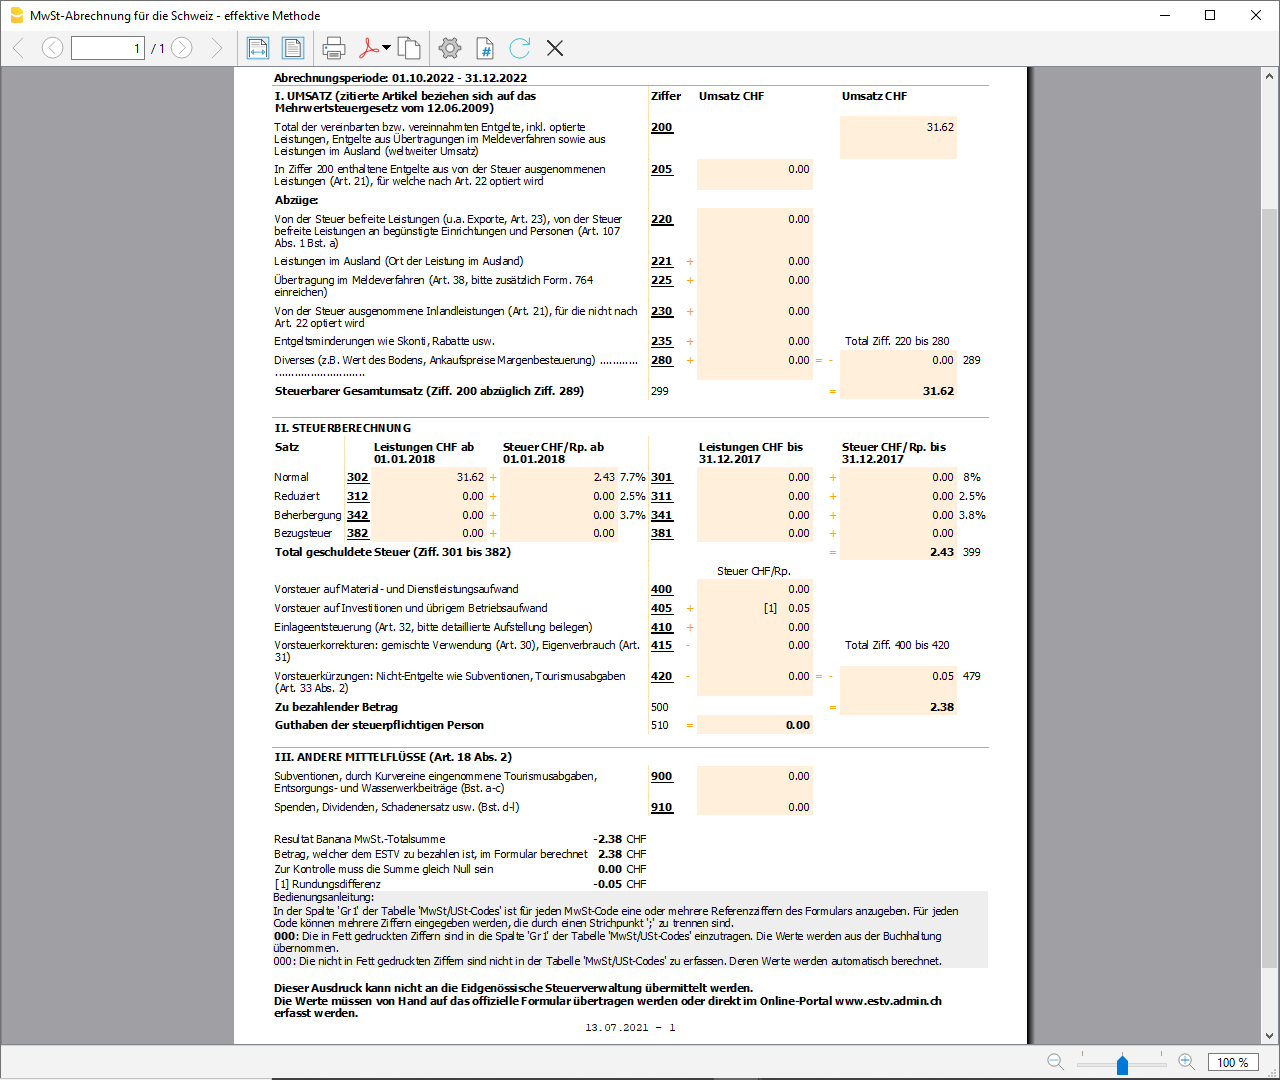 MwSt-Abrechnung für die Schweiz - effektive Methode
1 / 1
Abrechnungsperiode: 01.10.2022 - 31.12.2022
I. UMSATZ (zitierte Artikel beziehen sich auf das Ziffer Umsatz CHF Umsatz CHF
Mehrwertsteuergesetz vom 12.06.2009)
Total der vereinbarten bzw. vereinnahmten Entgelte, inkl. optierte 200 31.62
Leistungen, Entgelte aus Übertragungen im Meldeverfahren sowie aus
Leistungen im Ausland (weltweiter Umsatz)
In Ziffer 200 enthaltene Entgelte aus von der Steuer ausgenommenen 205 0.00
Leistungen (Art. 21), für welche nach Art. 22 optiert wird
Abzüge:
Von der Steuer befreite Leistungen (u.a. Exporte, Art. 23), von der Steuer 220 0.00
befreite Leistungen an begünstigte Einrichtungen und Personen (Art. 107
Abs. 1 Bst. a)
Leistungen im Ausland (Ort der Leistung im Ausland) 221 + 0.00
Übertragung im Meldeverfahren (Art. 38, bitte zusätzlich Form. 764 225 + 0.00
einreichen)
Von der Steuer ausgenommene Inlandleistungen (Art. 21), für die nicht nach 230 + 0.00
Art. 22 optiert wird
Entgeltsminderungen wie Skonti, Rabatte usw. 235 + 0.00 Total Ziff. 220 bis 280
Diverses (z.B. Wert des Bodens, Ankaufspreise Margenbesteuerung) ............ 280 + 0.00 = - 0.00 289
............................
Steuerbarer Gesamtumsatz (Ziff. 200 abzüglich Ziff. 289) 299 = 31.62
II. STEUERBERECHNUNG
Satz Leistungen CHF ab Steuer CHF/Rp. ab Leistungen CHF bis Steuer CHF/Rp. bis
01.01.2018 01.01.2018 31.12.2017 31.12.2017
Normal 302 31.62 + 2.43 7.7% 301 0.00 + 0.00 8%
Reduziert 312 0.00 + 0.00 2.5% 311 0.00 + 0.00 2.5%
Beherbergung 342 0.00 + 0.00 3.7% 341 0.00 + 0.00 3.8%
Bezugsteuer 382 0.00 + 0.00 381 0.00 + 0.00
Total geschuldete Steuer (Ziff. 301 bis 382) = 2.43 399
Steuer CHF/Rp.
Vorsteuer auf Material- und Dienstleistungsaufwand 400 0.00
Vorsteuer auf Investitionen und übrigem Betriebsaufwand 405 + [1] 0.05
Einlageentsteuerung (Art. 32, bitte detaillierte Aufstellung beilegen) 410 + 0.00
Vorsteuerkorrekturen: gemischte Verwendung (Art. 30), Eigenverbrauch (Art. 415 - 0.00 Total Ziff. 400 bis 420
31)
Vorsteuerkürzungen: Nicht-Entgelte wie Subventionen, Tourismusabgaben 420 - 0.00 = - 0.05 479
(Art. 33 Abs. 2)
Zu bezahlender Betrag 500 = 2.38
Guthaben der steuerpflichtigen Person 510 = 0.00
III. ANDERE MITTELFLÜSSE (Art. 18 Abs. 2)
Subventionen, durch Kurvereine eingenommene Tourismusabgaben, 900 0.00
Entsorgungs- und Wasserwerkbeiträge (Bst. a-c)
Spenden, Dividenden, Schadenersatz usw. (Bst. d-l) 910 0.00
Resultat Banana MwSt.-Totalsumme -2.38 CHF
Betrag, welcher dem ESTV zu bezahlen ist, im Formular berechnet 2.38 CHF
Zur Kontrolle muss die Summe gleich Null sein 0.00 CHF
[1] Rundungsdifferenz -0.05 CHF
Bedienungsanleitung:
In der Spalte 'Gr1' der Tabelle 'MwSt/USt-Codes' ist für jeden MwSt-Code eine oder mehrere Referenziffern des Formulars anzugeben. Für jeden
Code können mehrere Ziffern eingegeben werden, die durch einen Strichpunkt ';' zu trennen sind.
000: Die in Fett gedruckten Ziffern sind in die Spalte 'Gr1' der Tabelle 'MwSt/USt-Codes' einzutragen. Die Werte werden aus der Buchhaltung
übernommen.
000: Die nicht in Fett gedruckten Ziffern sind nicht in der Tabelle 'MwSt/USt-Codes' zu erfassen. Deren Werte werden automatisch berechnet.
Dieser Ausdruck kann nicht an die Eidgenössische Steuerverwaltung übermittelt werden.
Die Werte müssen von Hand auf das offizielle Formular übertragen werden oder direkt im Online-Portal www.estv.admin.ch
erfasst werden.
13.07.2021 - 1
100 %